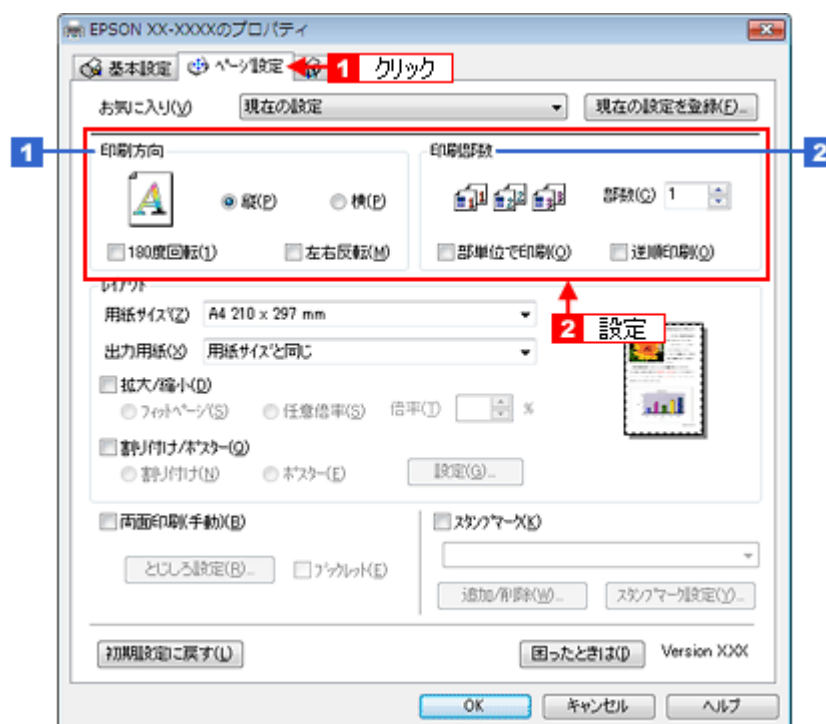 EPSON XX-XXXXのプロパティ
基本設定 ページ設定 1 クリック
お気に入り(V) 現在の設定 現在の設定を登録(F)...
1 印刷方向 印刷部数 2
縦(P) 横(P) 部数(C) 1
180度回転(1) 左右反転(M) 部単位で印刷(O) 逆順印刷(O)
レイアウト
2 設定
用紙サイズ(Z) A4 210 x 297 mm
出力用紙(X) 用紙サイズと同じ
拡大/縮小(D)
フィットページ(S) 任意倍率(S) 倍率(T) %
割り付け/ポスター(Q)
割り付け(N) ポスター(E) 設定(G)...
両面印刷(手動)(B) スタンプマーク(K)
とじしろ設定(R)... ブックレット(E)
追加/削除(W)... スタンプマーク設定(Y)...
初期設定に戻す(L) 困ったときは(I) Version XXX
OK キャンセル ヘルプ